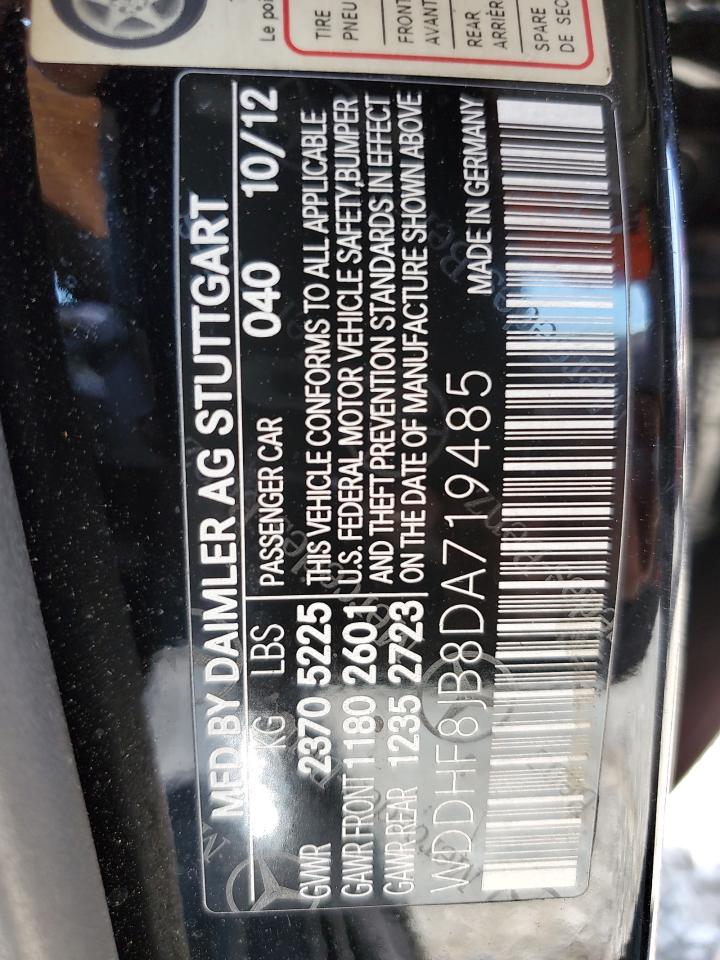 Le poi
TIRE
PNEU
FRONT
AVANT
REAR
ARRIÈRE
SPARE
DE SEC
MFD BY DAIMLER AG STUTTGART
040 10/12
KG LBS PASSENGER CAR
GVWR 2370 5225 THIS VEHICLE CONFORMS TO ALL APPLICABLE
GAWR FRONT 1180 2601 U.S. FEDERAL MOTOR VEHICLE SAFETY, BUMPER
GAWR REAR 1235 2723 AND THEFT PREVENTION STANDARDS IN EFFECT
ON THE DATE OF MANUFACTURE SHOWN ABOVE
WDDHF8JB8DA719485 MADE IN GERMANY